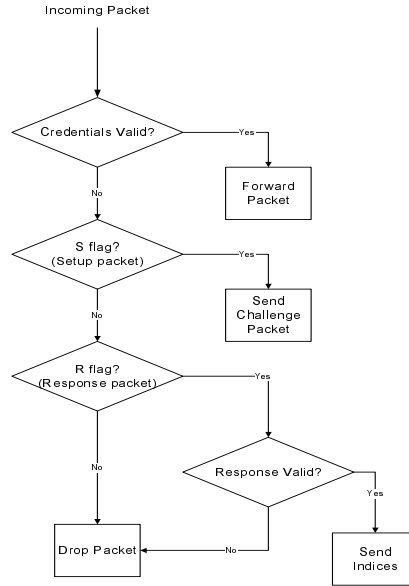 Incoming Packet
Credentials Valid?
Yes
Forward
Packet
No
S flag?
(Setup packet)
Yes
Send
Challenge
Packet
No
R flag?
(Response packet)
Yes
No
Response Valid?
Yes
Drop Packet
No
Send
Indices